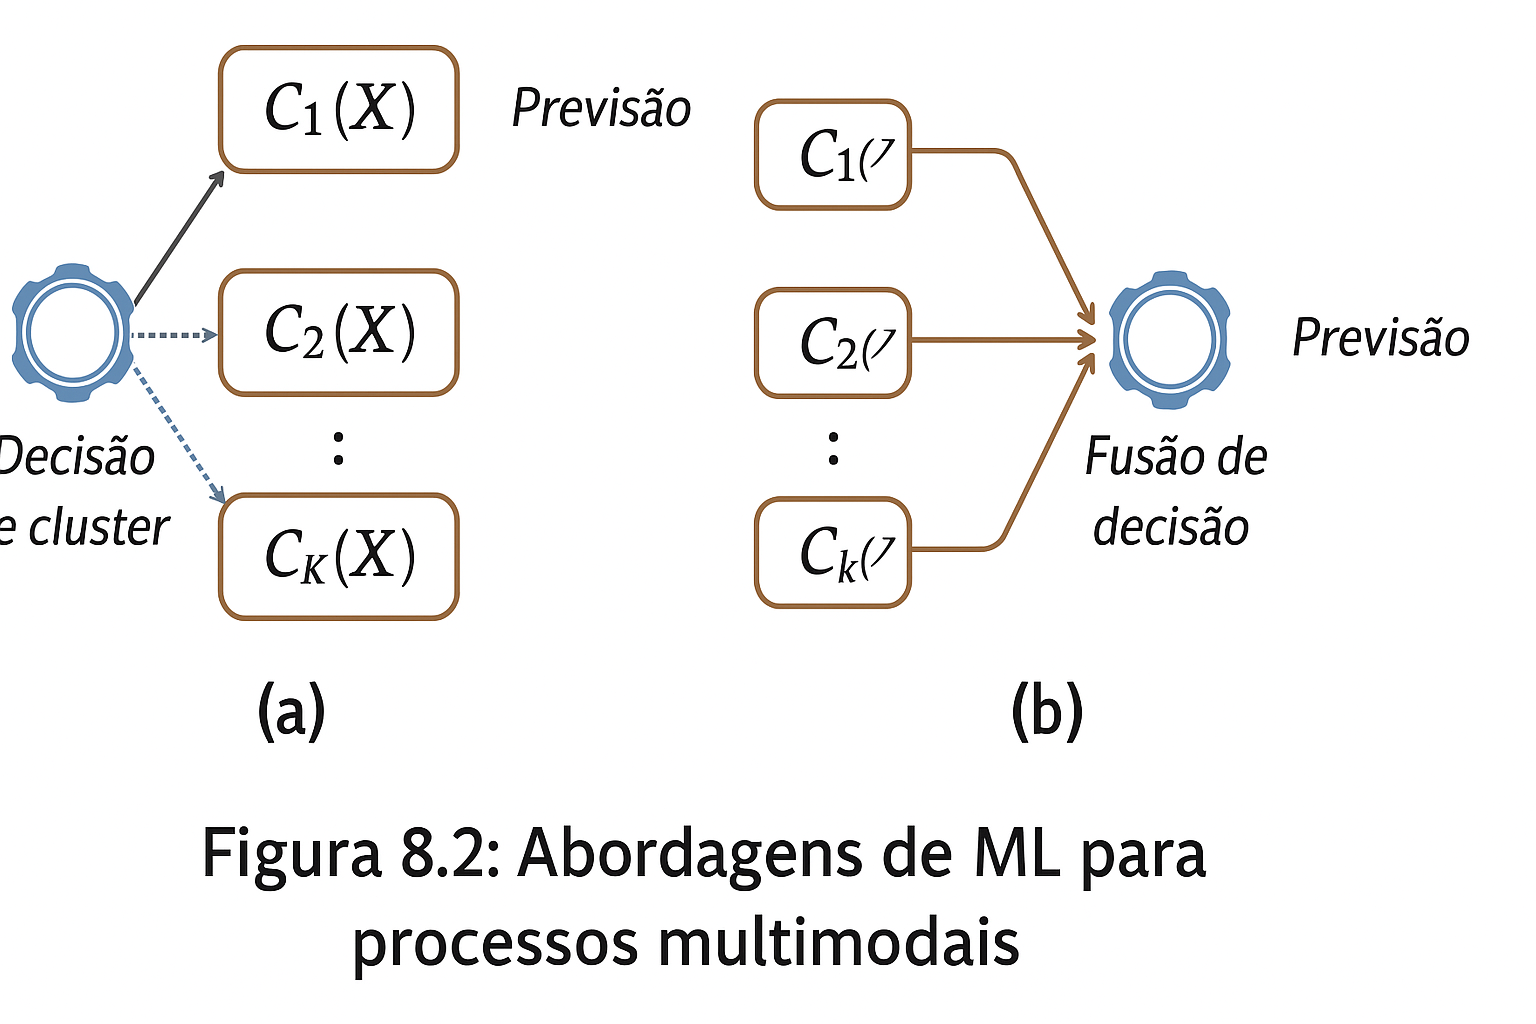 C1(X)
Previsão
C2(X)
:
CK(X)
Decisão
e cluster
(a)
C1(
C2(
:
Ck(
Fusão de
decisão
Previsão
(b)
Figura 8.2: Abordagens de ML para
processos multimodais